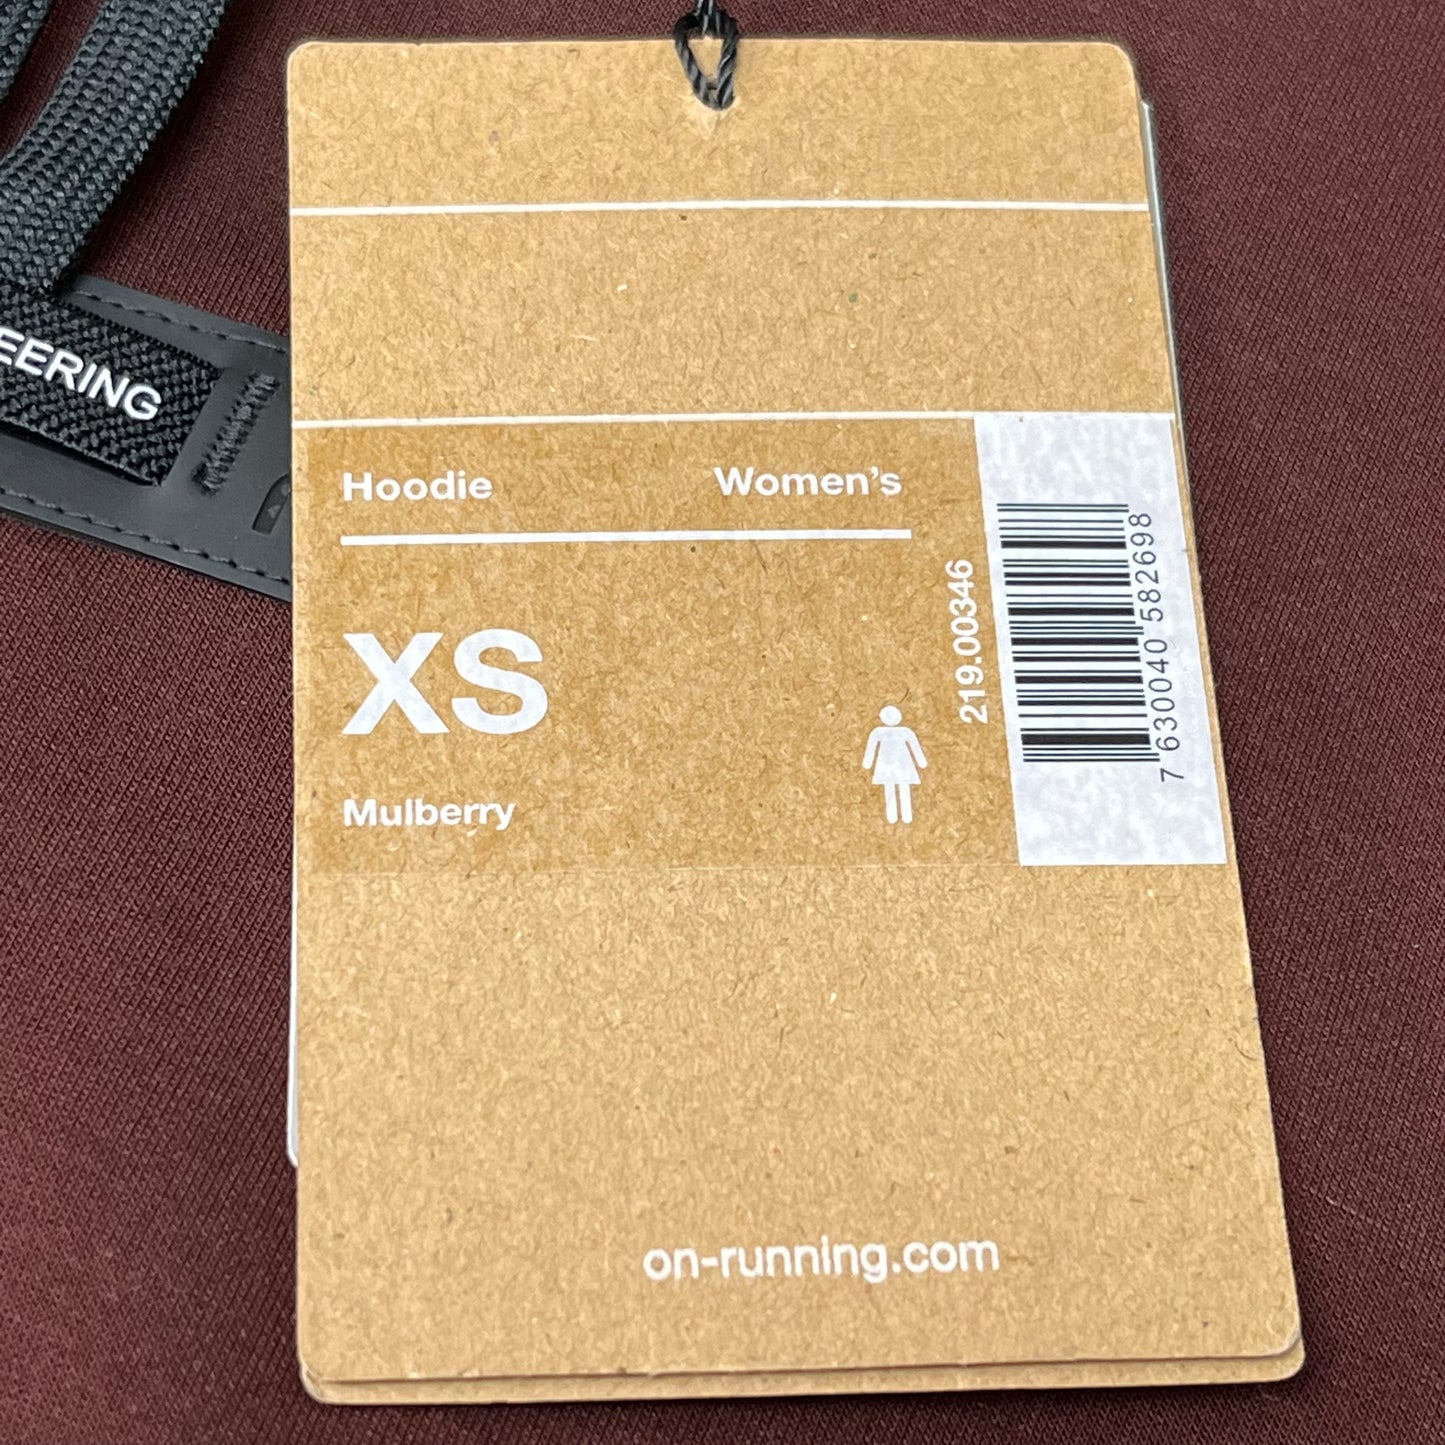 EERING
Hoodie Women's
XS
Mulberry
219.00346
7 630040 582698
on-running.com